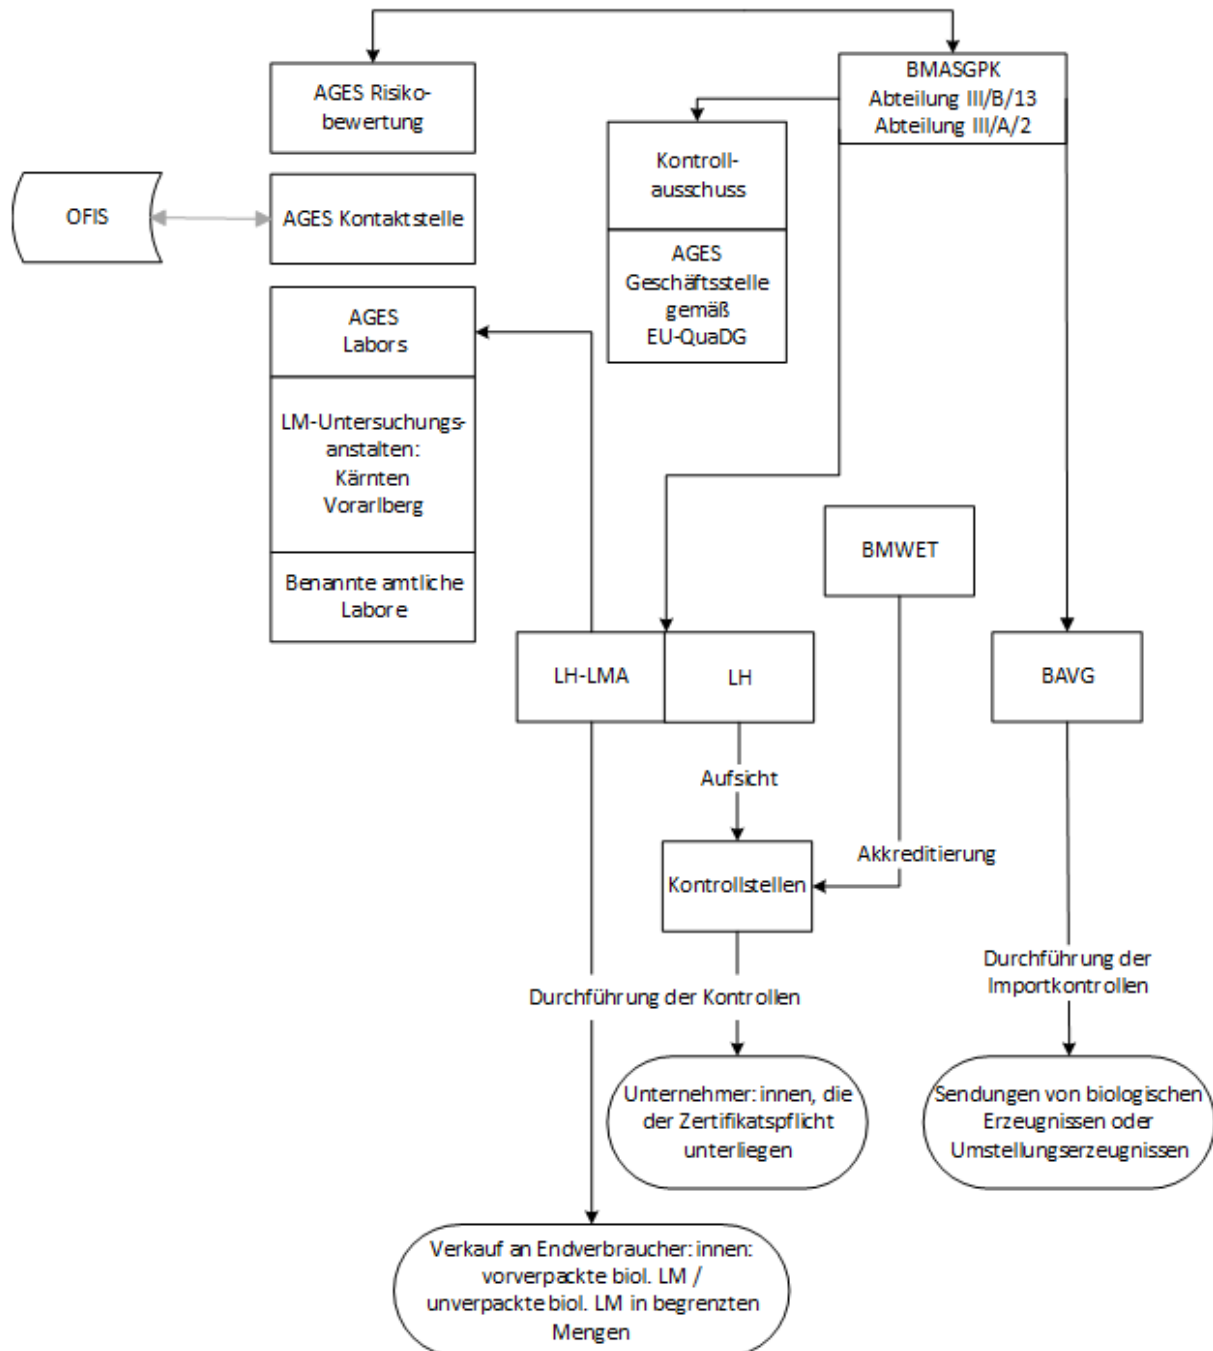 AGES Risiko-
bewertung
BMASGPK
Abteilung III/B/13
Abteilung III/A/2
Kontroll-
ausschuss
OFIS
AGES Kontaktstelle
AGES
Geschäftsstelle
gemäß
EU-QuaDG
AGES
Labors
LM-Untersuchungs-
anstalten:
Kärnten
Vorarlberg
Benannte amtliche
Labore
BMWET
LH-LMA
LH
BAVG
Aufsicht
Akkreditierung
Kontrollstellen
Durchführung der
Importkontrollen
Durchführung der Kontrollen
Unternehmer:innen, die
der Zertifikatspflicht
unterliegen
Sendungen von biologischen
Erzeugnissen oder
Umstellungserzeugnissen
Verkauf an Endverbraucher:innen:
vorverpackte biol. LM /
unverpackte biol. LM in begrenzten
Mengen